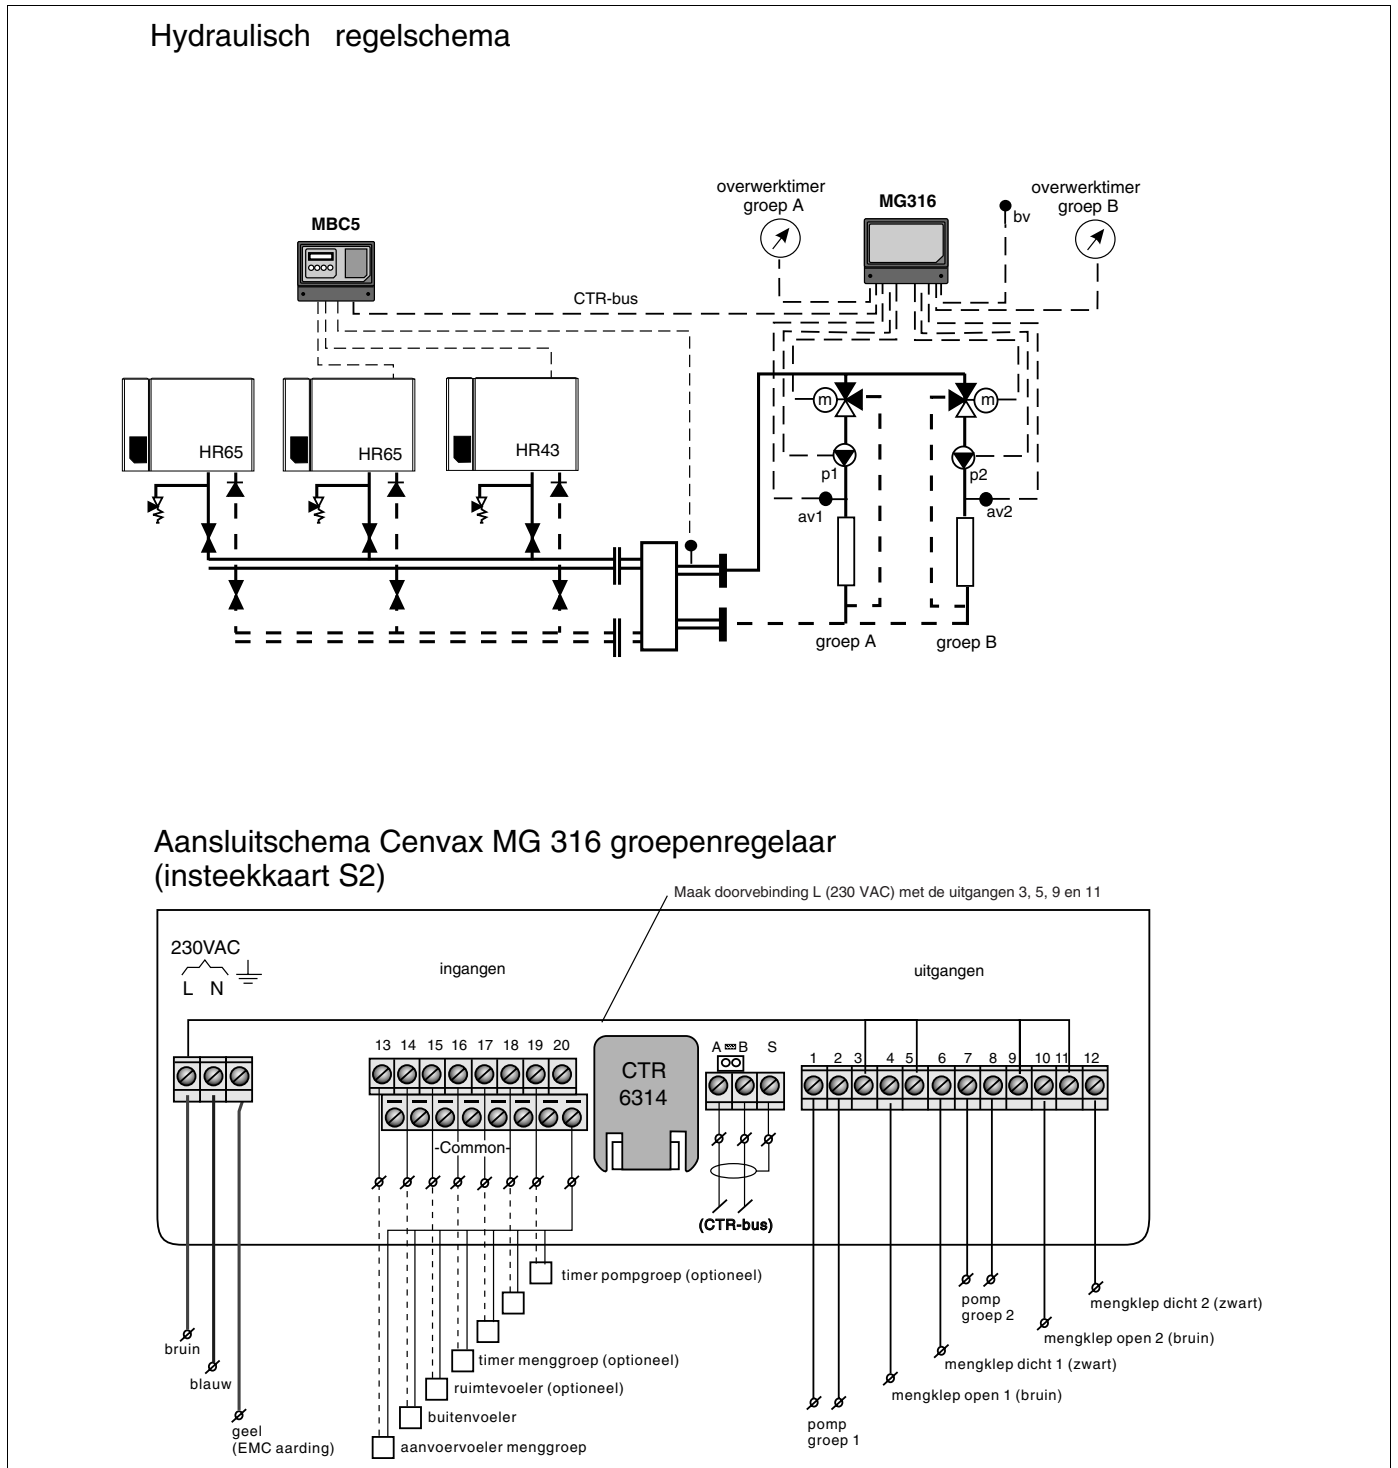 Hydraulisch regelschema
overwerktimer
groep A
MG316
overwerktimer
groep B
bv
MBC5
CTR-bus
m
m
HR65
HR65
HR43
p1
p2
av1
av2
groep A
groep B
Aansluitschema Cenvax MG 316 groepenregelaar
(insteekkaart S2)
Maak doorvebinding L (230 VAC) met de uitgangen 3, 5, 9 en 11
230VAC
L N
ingangen
uitgangen
13 14 15 16 17 18 19 20
CTR
6314
A B S
1 2 3 4 5 6 7 8 9 10 11 12
-Common-
(CTR-bus)
timer pompgroep (optioneel)
timer menggroep (optioneel)
ruimtevoeler (optioneel)
buitenvoeler
aanvoervoeler menggroep
bruin
blauw
geel
(EMC aarding)
pomp
groep 2
mengklep dicht 2 (zwart)
mengklep open 2 (bruin)
mengklep dicht 1 (zwart)
mengklep open 1 (bruin)
pomp
groep 1